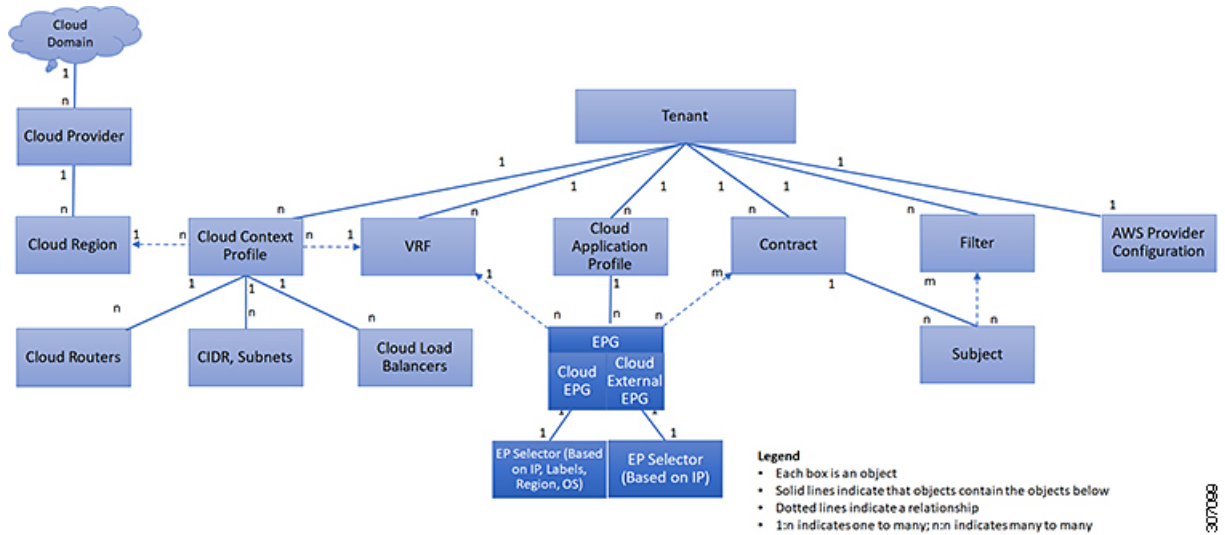 Cloud
Domain
1
n
Cloud Provider
Tenant
1
n
1
1
1
1
1
1
n
n
n
n
n
1
Cloud Region
1
n
Cloud Context
Profile
n
1
VRF
Cloud
Application
Profile
Contract
Filter
AWS Provider
Configuration
1
1
1
1
1
m
1
m
n
n
n
n
n
n
n
n
Cloud Routers
CIDR, Subnets
Cloud Load
Balancers
EPG
Cloud
EPG
Cloud
External
EPG
Subject
1
1
1
1
EP Selector (Based
on IP, Labels,
Region, OS)
EP Selector
(Based on IP)
Legend
• Each box is an object
• Solid lines indicate that objects contain the objects below
• Dotted lines indicate a relationship
• 1:n indicates one to many; n:n indicates many to many
307099